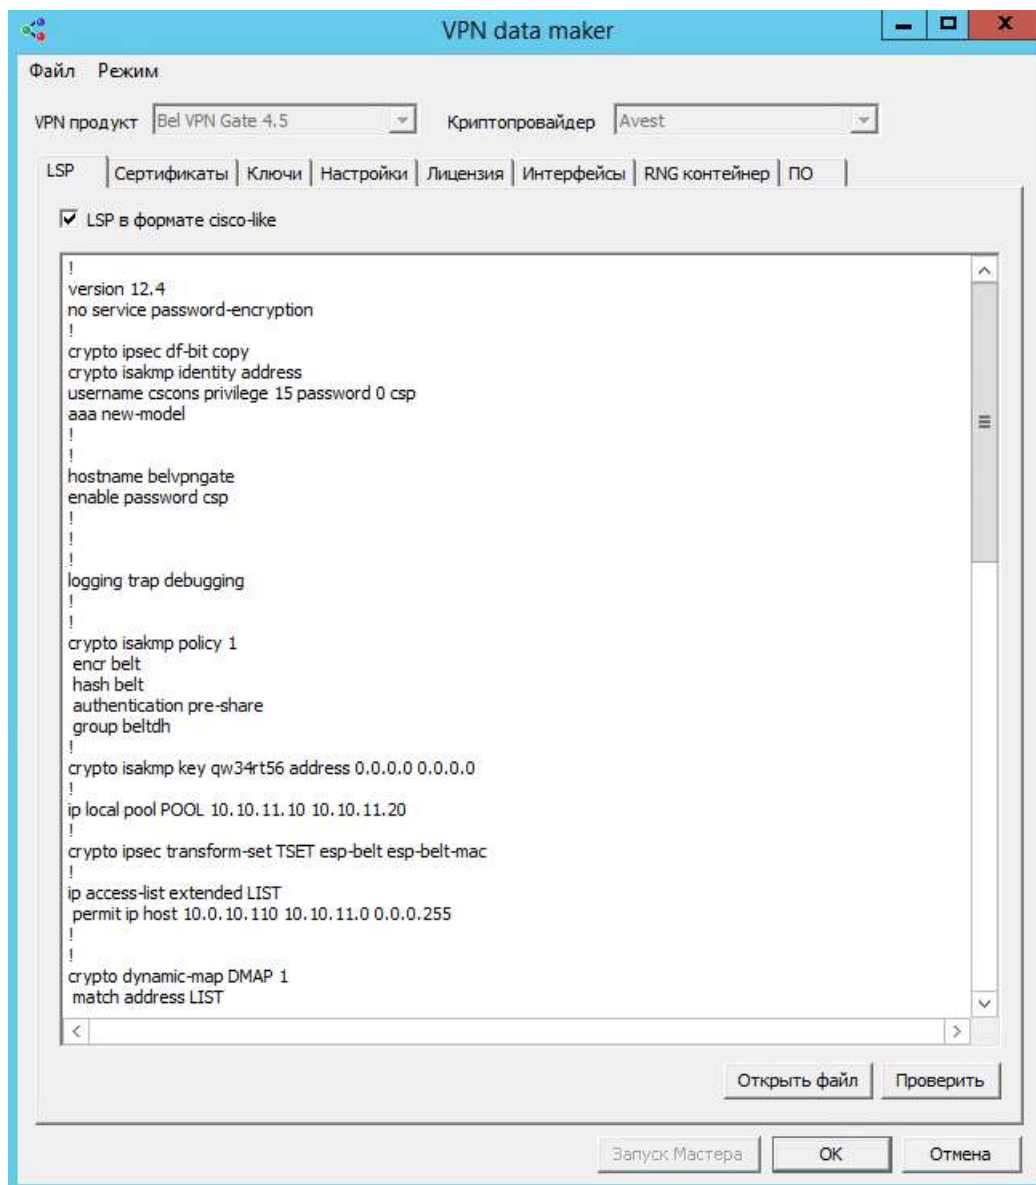 VPN data maker
Файл Режим
VPN продукт Bel VPN Gate 4.5 Криптопровайдер Avest
LSP Сертификаты Ключи Настройки Лицензия Интерфейсы RNG контейнер ПО
LSP в формате cisco-like
!
version 12.4
no service password-encryption
!
crypto ipsec df-bit copy
crypto isakmp identity address
username cscons privilege 15 password 0 csp
aaa new-model
!
!
hostname belvpngate
enable password csp
!
!
!
logging trap debugging
!
!
crypto isakmp policy 1
encr belt
hash belt
authentication pre-share
group beltdh
!
crypto isakmp key qw34rt56 address 0.0.0.0 0.0.0.0
!
ip local pool POOL 10.10.11.10 10.10.11.20
!
crypto ipsec transform-set TSET esp-belt esp-belt-mac
!
ip access-list extended LIST
permit ip host 10.0.10.110 10.10.11.0 0.0.0.255
!
!
crypto dynamic-map DMAP 1
match address LIST
Открыть файл Проверить
Запуск Мастера OK Отмена